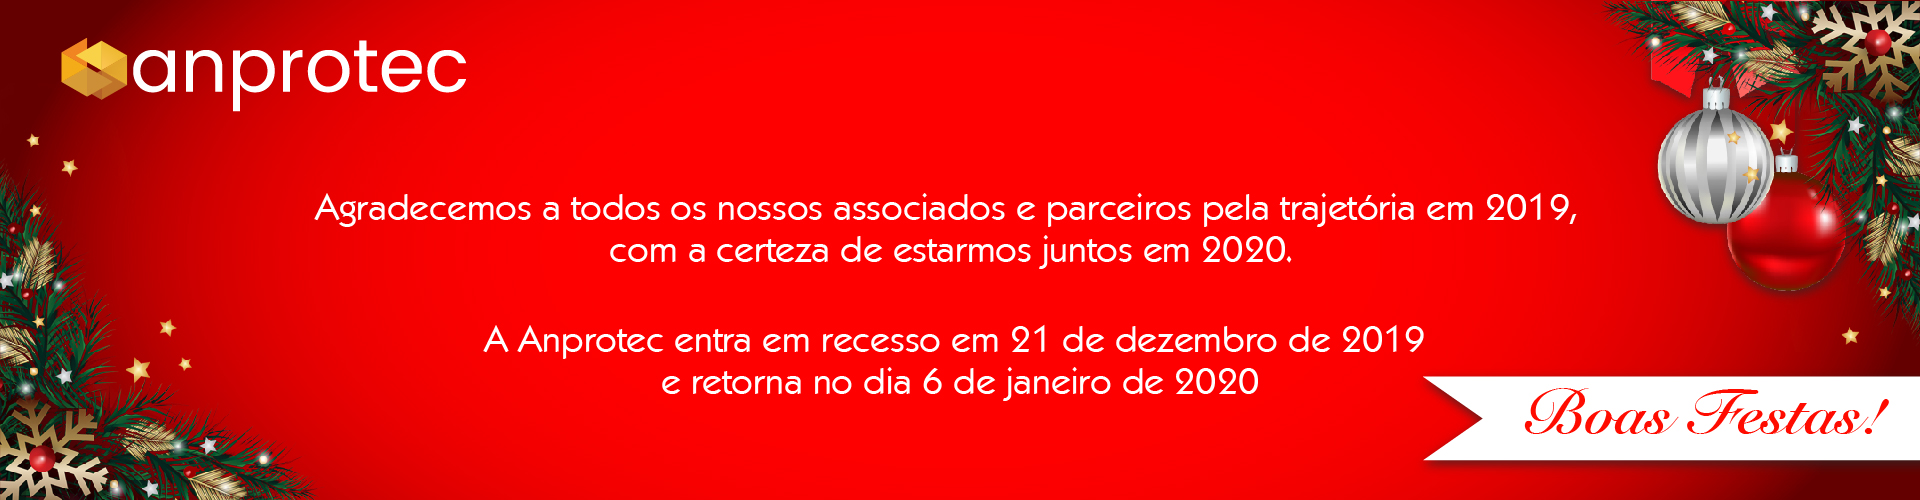 anprotec
Agradecemos a todos os nossos associados e parceiros pela trajetória em 2019,
com a certeza de estarmos juntos em 2020.
A Anprotec entra em recesso em 21 de dezembro de 2019
e retorna no dia 6 de janeiro de 2020
Boas Festas!